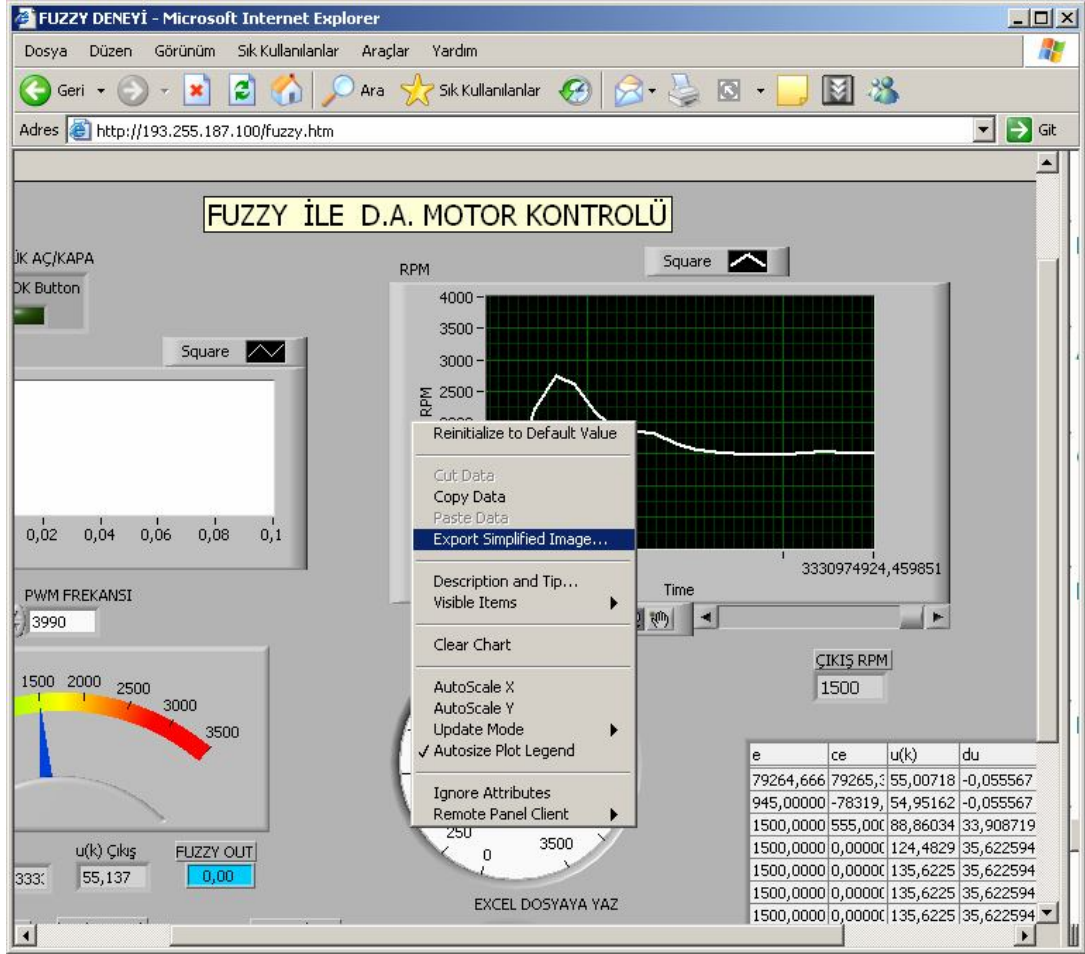 FUZZY DENEYİ - Microsoft Internet Explorer
Dosya Düzen Görünüm Sık Kullanılanlar Araçlar Yardım
Geri Ara Sık Kullanılanlar
Adres http://193.255.187.100/fuzzy.htm Git
FUZZY İLE D.A. MOTOR KONTROLÜ
ÜK AÇ/KAPA
OK Button
Square
0,02 0,04 0,06 0,08 0,1
RPM
Square
4000
3500
3000
2500
RPM
3330974924,459851
Time
Reinitialize to Default Value
Cut Data
Copy Data
Paste Data
Export Simplified Image...
Description and Tip...
Visible Items
Clear Chart
AutoScale X
AutoScale Y
Update Mode
✓ Autosize Plot Legend
Ignore Attributes
Remote Panel Client
PWM FREKANSI
3990
1500 2000 2500 3000 3500
u(k) Çıkış
55,137
FUZZY OUT
0,00
250 0 3500
EXCEL DOSYAYA YAZ
ÇIKIŞ RPM
1500
e ce u(k) du
79264,666 79265,3 55,00718 -0,055567
945,00000 -78319, 54,95162 -0,055567
1500,0000 555,000 88,86034 33,908719
1500,0000 0,00000 124,4829 35,622594
1500,0000 0,00000 135,6225 35,622594
1500,0000 0,00000 135,6225 35,622594
1500,0000 0,00000 135,6225 35,622594